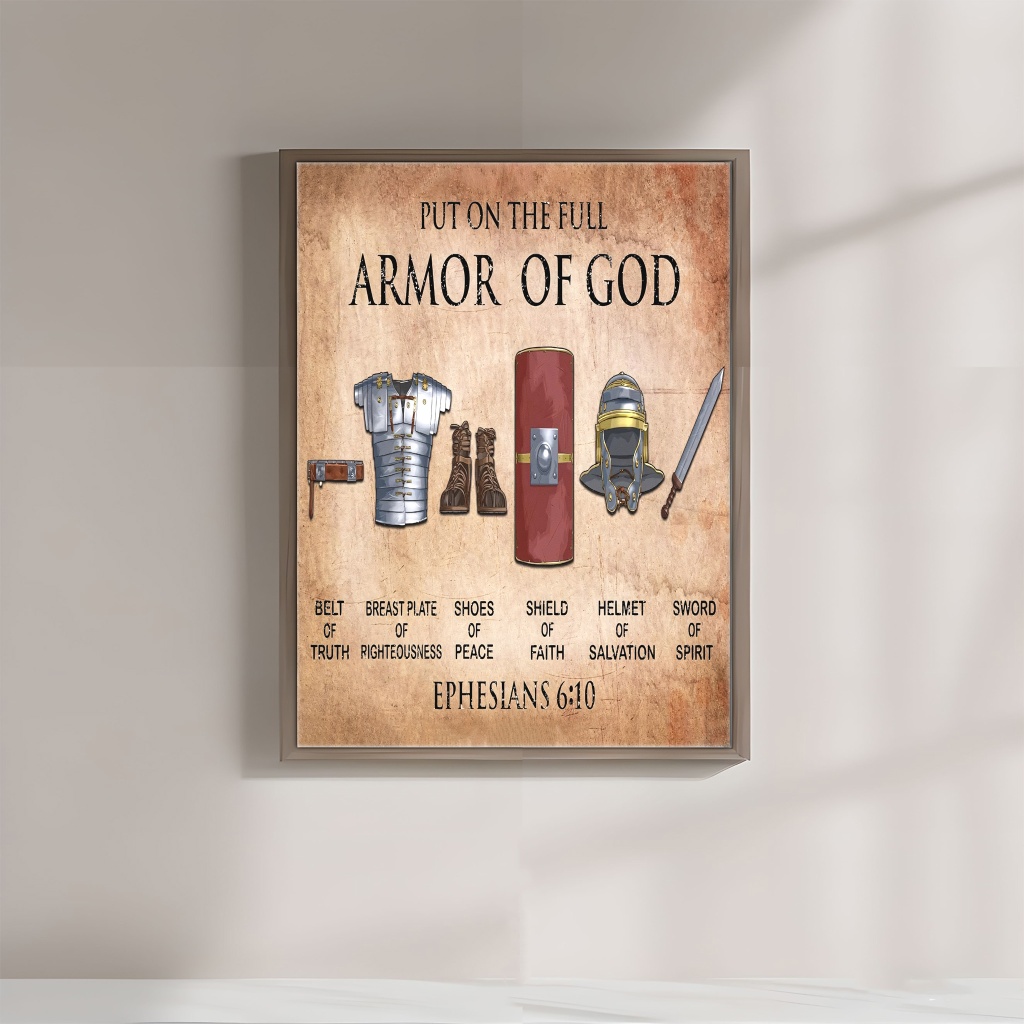 PUT ON THE FULL
ARMOR OF GOD
BELT OF TRUTH
BREAST PLATE OF RIGHTEOUSNESS
SHOES OF PEACE
SHIELD OF FAITH
HELMET OF SALVATION
SWORD OF SPIRIT
EPHESIANS 6:10